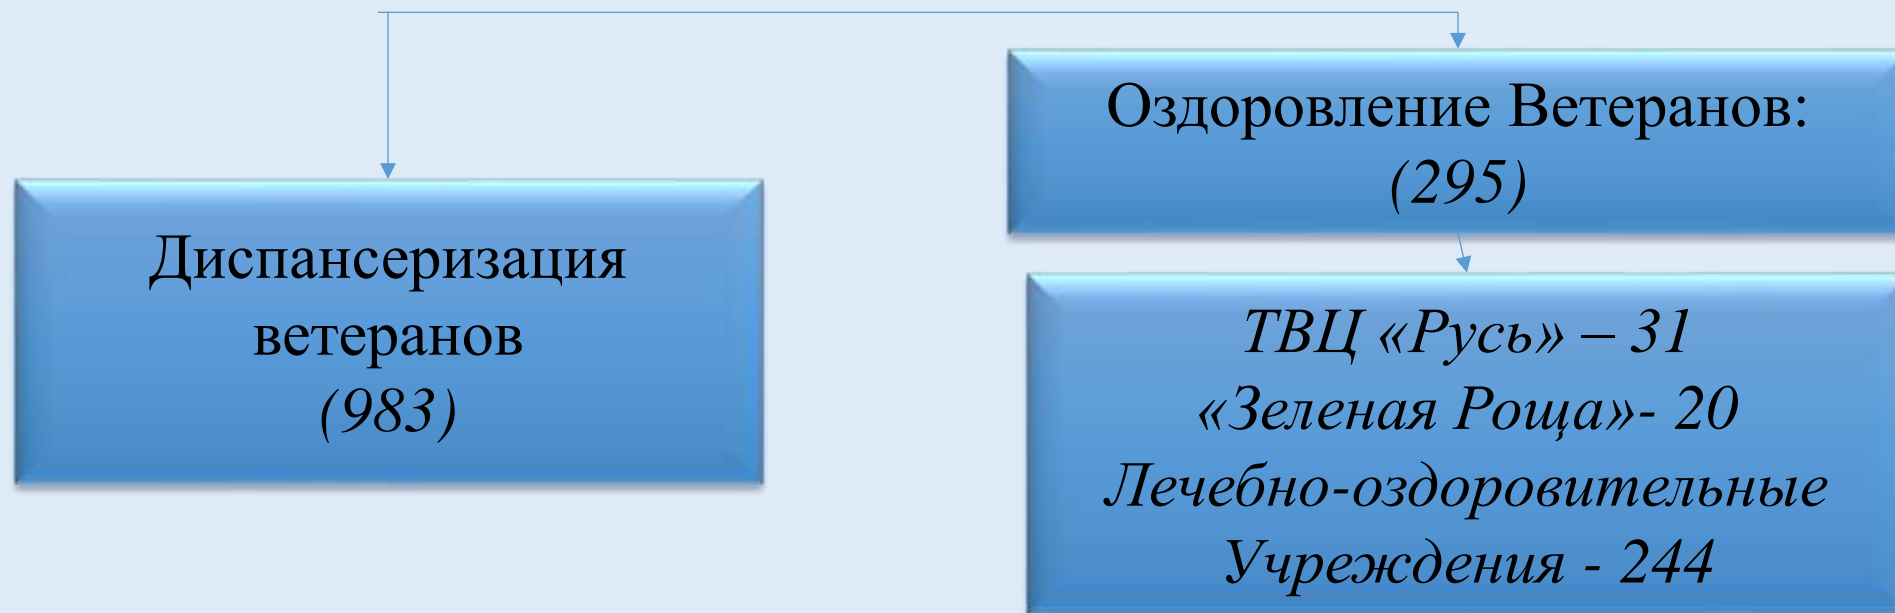 Диспансеризация
ветеранов
(983)
Оздоровление Ветеранов:
(295)
ТВЦ «Русь» – 31
«Зеленая Роща»- 20
Лечебно-оздоровительные
Учреждения - 244